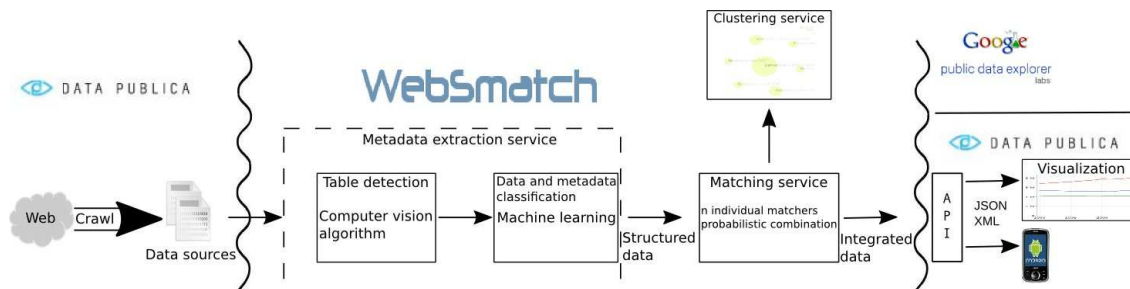 DATA PUBLICA
Web
Crawl
Data sources
WebSmatch
Metadata extraction service
Table detection
Computer vision
algorithm
Data and metadata
classification
Machine learning
Structured
data
Clustering service
Matching service
n individual matchers
probabilistic combination
Integrated
data
Google
public data explorer
labs
DATA PUBLICA
A
P
I
JSON
XML
Visualization